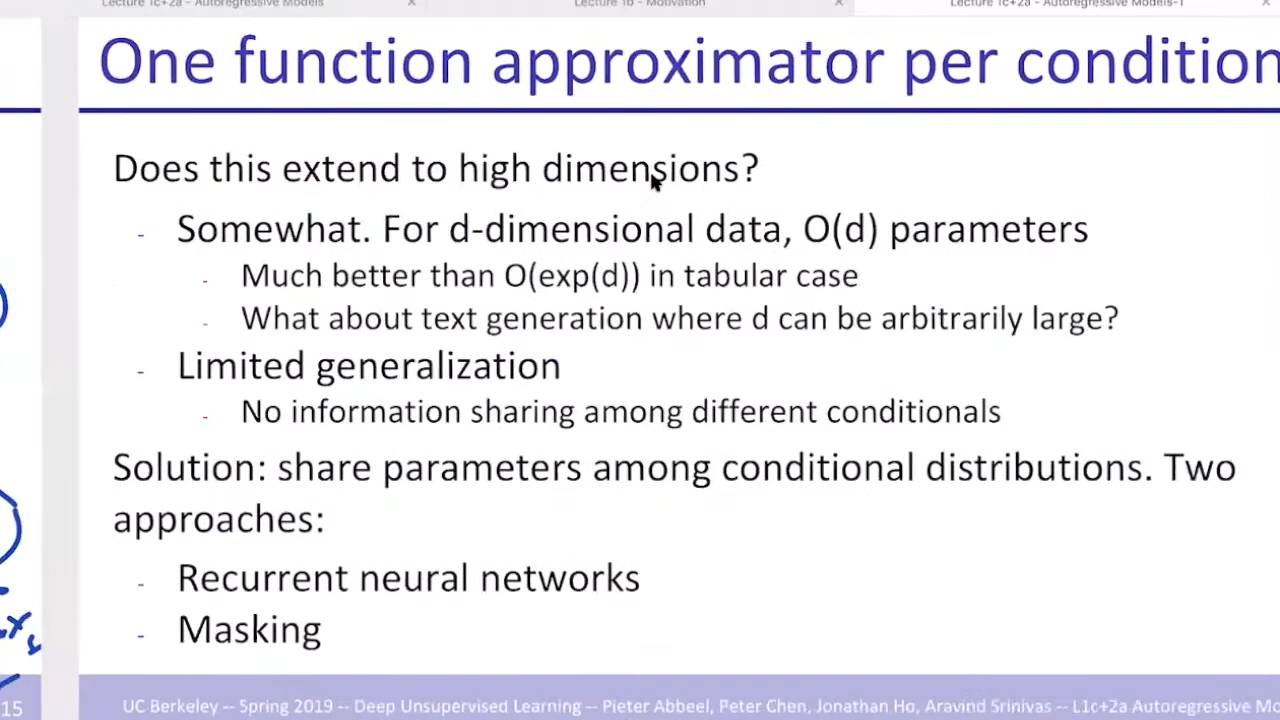 Lecture 1c+2a - Autoregressive Models
Lecture 1b - Motivation
Lecture 1c+2a - Autoregressive Models-1
One function approximator per condition
Does this extend to high dimensions?
- Somewhat. For d-dimensional data, O(d) parameters
- Much better than O(exp(d)) in tabular case
- What about text generation where d can be arbitrarily large?
- Limited generalization
- No information sharing among different conditionals
Solution: share parameters among conditional distributions. Two
approaches:
- Recurrent neural networks
- Masking
15
UC Berkeley -- Spring 2019 -- Deep Unsupervised Learning -- Pieter Abbeel, Peter Chen, Jonathan Ho, Aravind Srinivas -- L1c+2a Autoregressive Mo